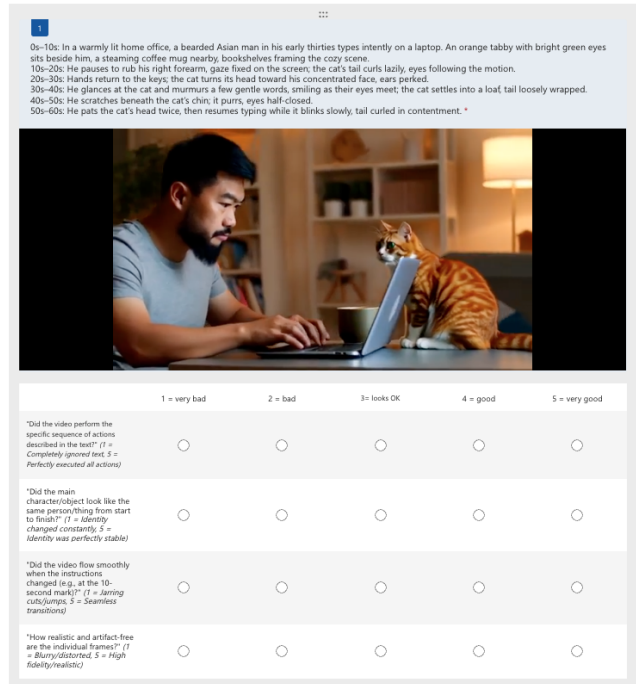 1
0s–10s: In a warmly lit home office, a bearded Asian man in his early thirties types intently on a laptop. An orange tabby with bright green eyes
sits beside him, a steaming coffee mug nearby, bookshelves framing the cozy scene.
10s–20s: He pauses to rub his right forearm, gaze fixed on the screen; the cat's tail curls lazily, eyes following the motion.
20s–30s: Hands return to the keys; the cat turns its head toward his concentrated face, ears perked.
30s–40s: He glances at the cat and murmurs a few gentle words, smiling as their eyes meet; the cat settles into a loaf, tail loosely wrapped.
40s–50s: He scratches beneath the cat's chin; it purrs, eyes half-closed.
50s–60s: He pats the cat's head twice, then resumes typing while it blinks slowly, tail curled in contentment. *
1 = very bad 2 = bad 3= looks OK 4 = good 5 = very good
"Did the video perform the
specific sequence of actions
described in the text?" (1 =
Completely ignored text, 5 =
Perfectly executed all actions)
"Did the main
character/object look like the
same person/thing from start
to finish?" (1 = Identity
changed constantly, 5 =
Identity was perfectly stable)
"Did the video flow smoothly
when the instructions
changed (e.g., at the 10-
second mark)?" (1 = Jarring
cuts/jumps, 5 = Seamless
transitions)
"How realistic and artifact-free
are the individual frames?" (1
= Blurry/distorted, 5 = High
fidelity/realistic)